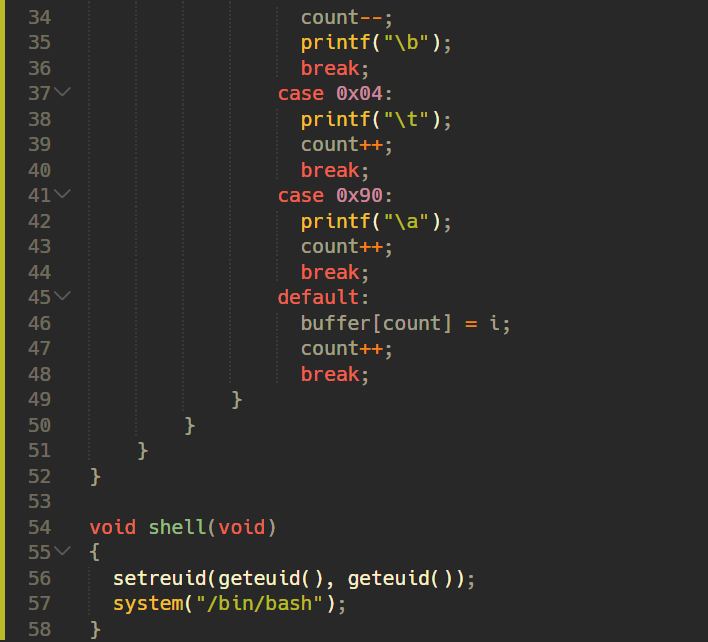 34 count--;
35 printf("\b");
36 break;
37 case 0x04:
38 printf("\t");
39 count++;
40 break;
41 case 0x90:
42 printf("\a");
43 count++;
44 break;
45 default:
46 buffer[count] = i;
47 count++;
48 break;
49 }
50 }
51 }
52 }
53
54 void shell(void)
55 {
56 setreuid(geteuid(), geteuid());
57 system("/bin/bash");
58 }